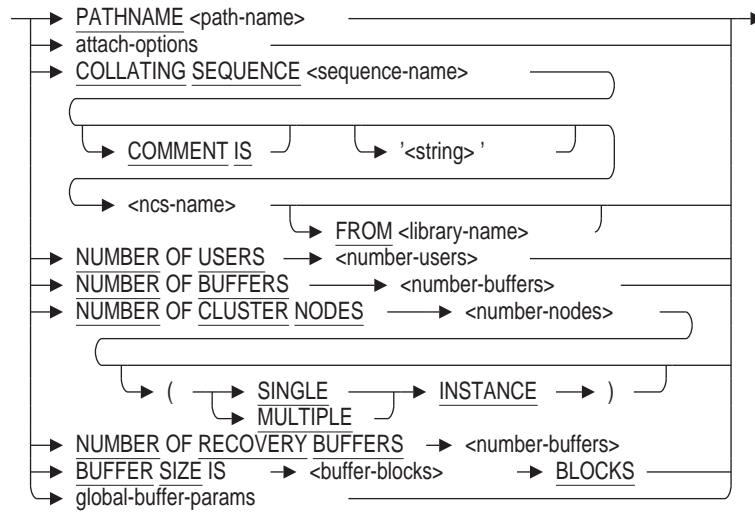 PATHNAME <path-name>
attach-options
COLLATING SEQUENCE <sequence-name>
COMMENT IS '<string> '
<ncs-name>
FROM <library-name>
NUMBER OF USERS <number-users>
NUMBER OF BUFFERS <number-buffers>
NUMBER OF CLUSTER NODES <number-nodes>
( SINGLE INSTANCE )
MULTIPLE
NUMBER OF RECOVERY BUFFERS <number-buffers>
BUFFER SIZE IS <buffer-blocks> BLOCKS
global-buffer-params